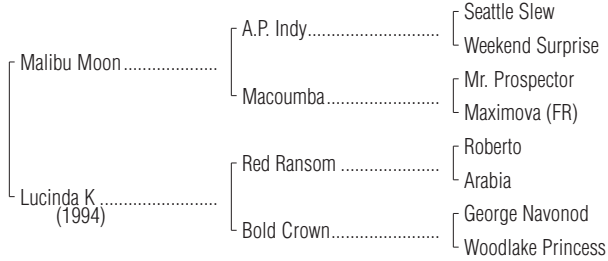 Seattle Slew
A.P. Indy
Weekend Surprise
Malibu Moon
Mr. Prospector
Macoumba
Maximova (FR)
Roberto
Red Ransom
Arabia
Lucinda K
(1994)
George Navonod
Bold Crown
Woodlake Princess